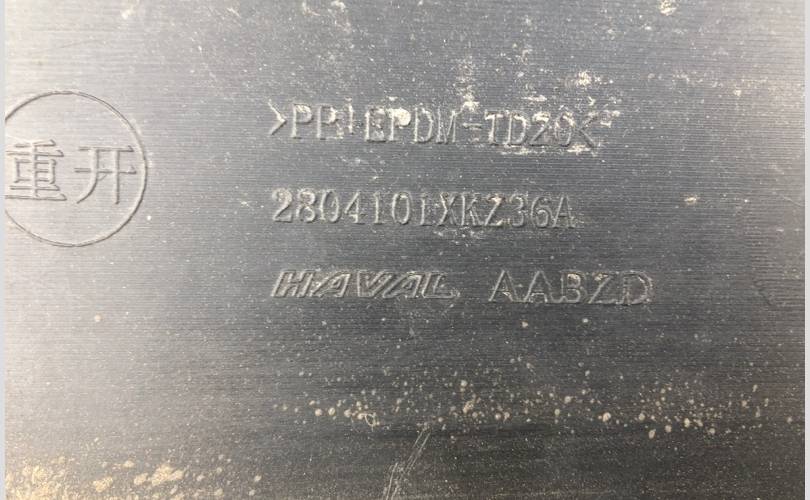 重开
>PP+EPDM-TD20<
2804101XKZ36A
HAVAL AABZD